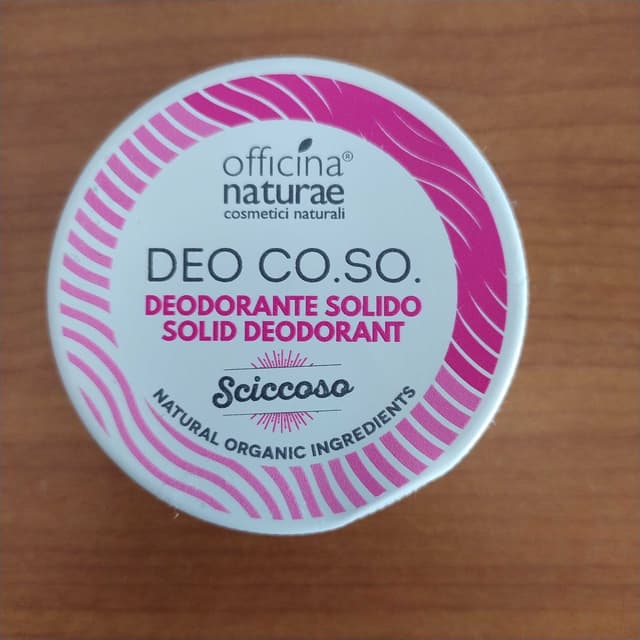 officina®
naturae
cosmetici naturali
DEO CO.SO.
DEODORANTE SOLIDO
SOLID DEODORANT
Sciccoso
NATURAL ORGANIC INGREDIENTS